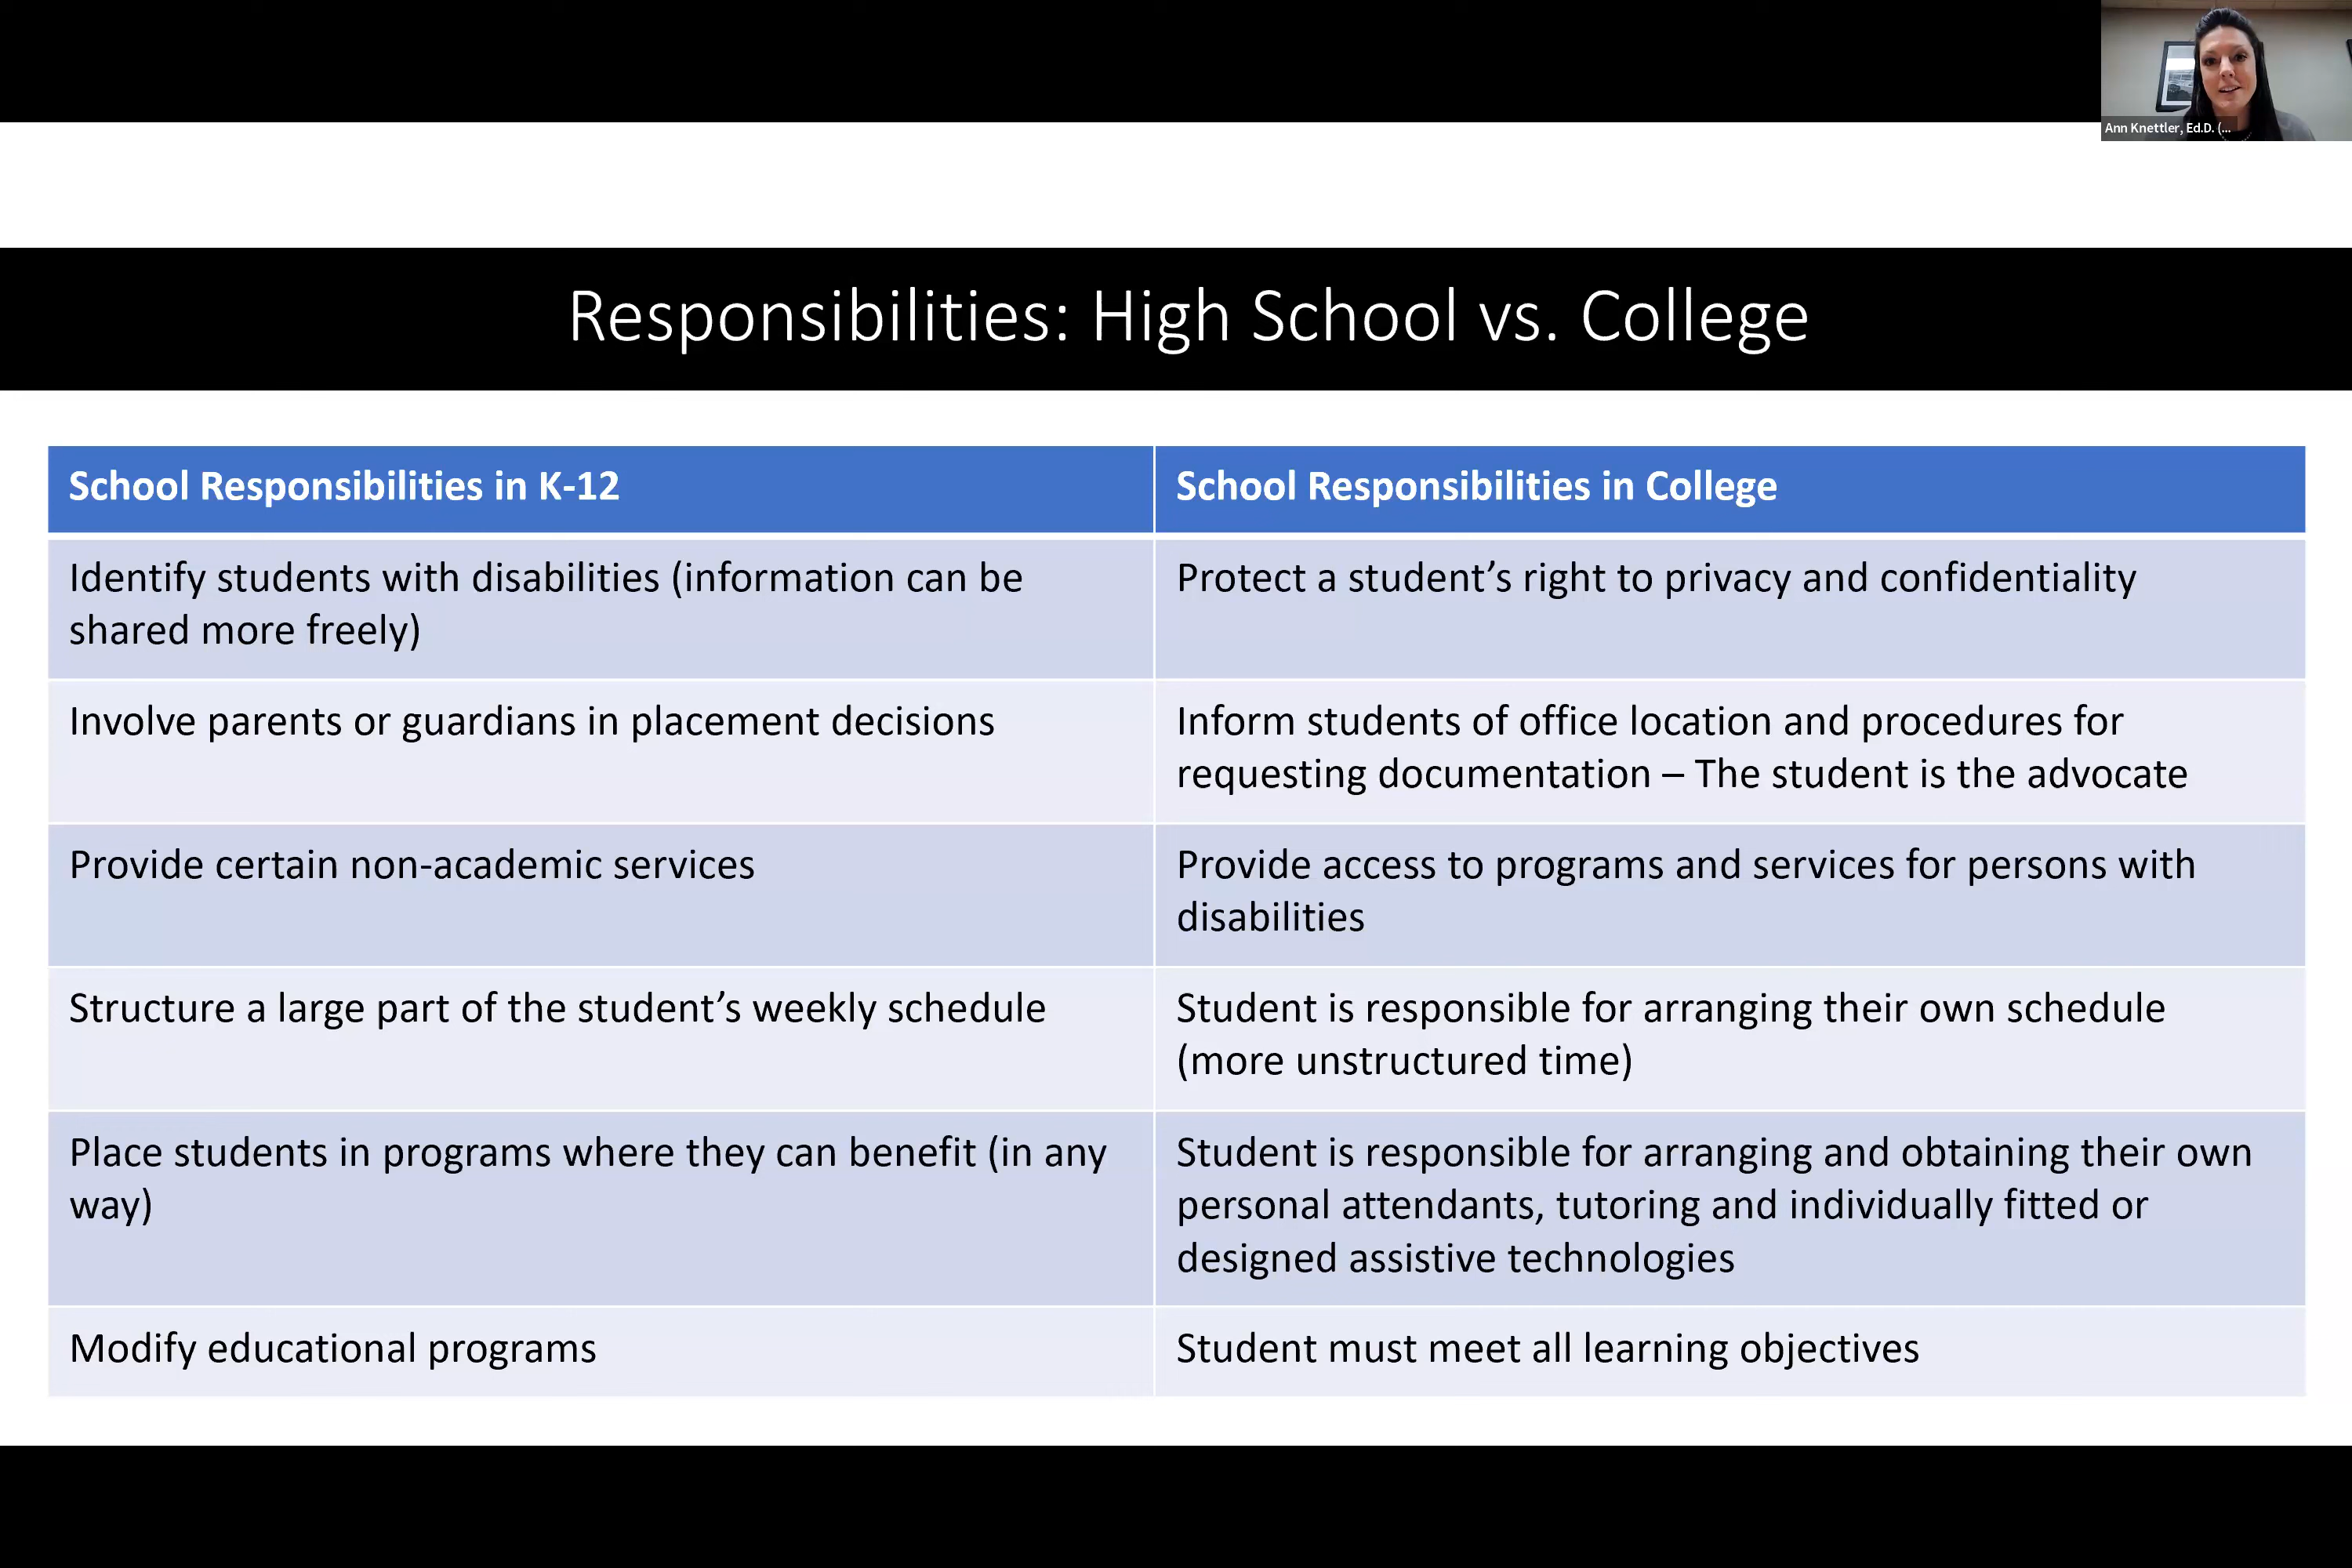 Ann Knettler, Ed.D. (...
Responsibilities: High School vs. College
School Responsibilities in K-12
School Responsibilities in College
Identify students with disabilities (information can be
shared more freely)
Protect a student’s right to privacy and confidentiality
Involve parents or guardians in placement decisions
Inform students of office location and procedures for
requesting documentation – The student is the advocate
Provide certain non-academic services
Provide access to programs and services for persons with
disabilities
Structure a large part of the student’s weekly schedule
Student is responsible for arranging their own schedule
(more unstructured time)
Place students in programs where they can benefit (in any
way)
Student is responsible for arranging and obtaining their own
personal attendants, tutoring and individually fitted or
designed assistive technologies
Modify educational programs
Student must meet all learning objectives